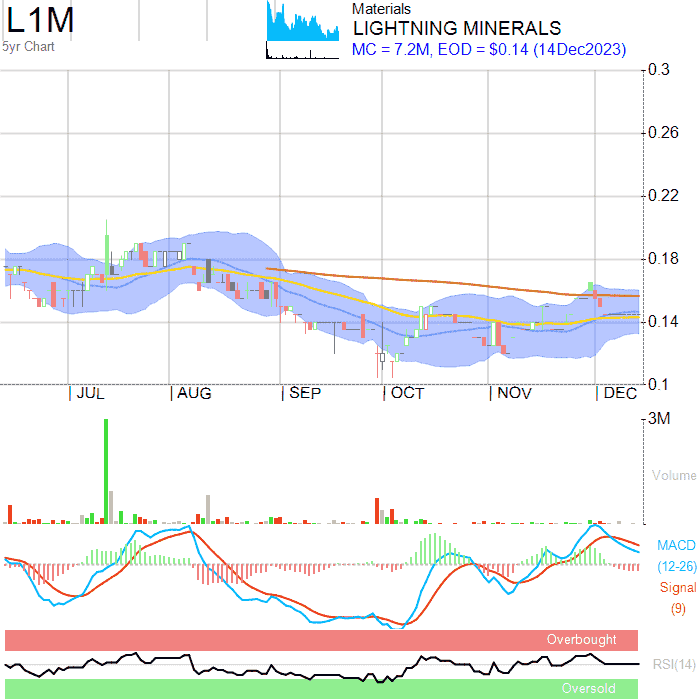 L1M
5yr Chart
Materials
LIGHTNING MINERALS
MC = 7.2M, EOD = $0.14 (14Dec2023)
0.3
0.26
0.22
0.18
0.14
0.1
JUL AUG SEP OCT NOV DEC
3M
Volume
MACD
(12-26)
Signal
(9)
Overbought
RSI(14)
Oversold